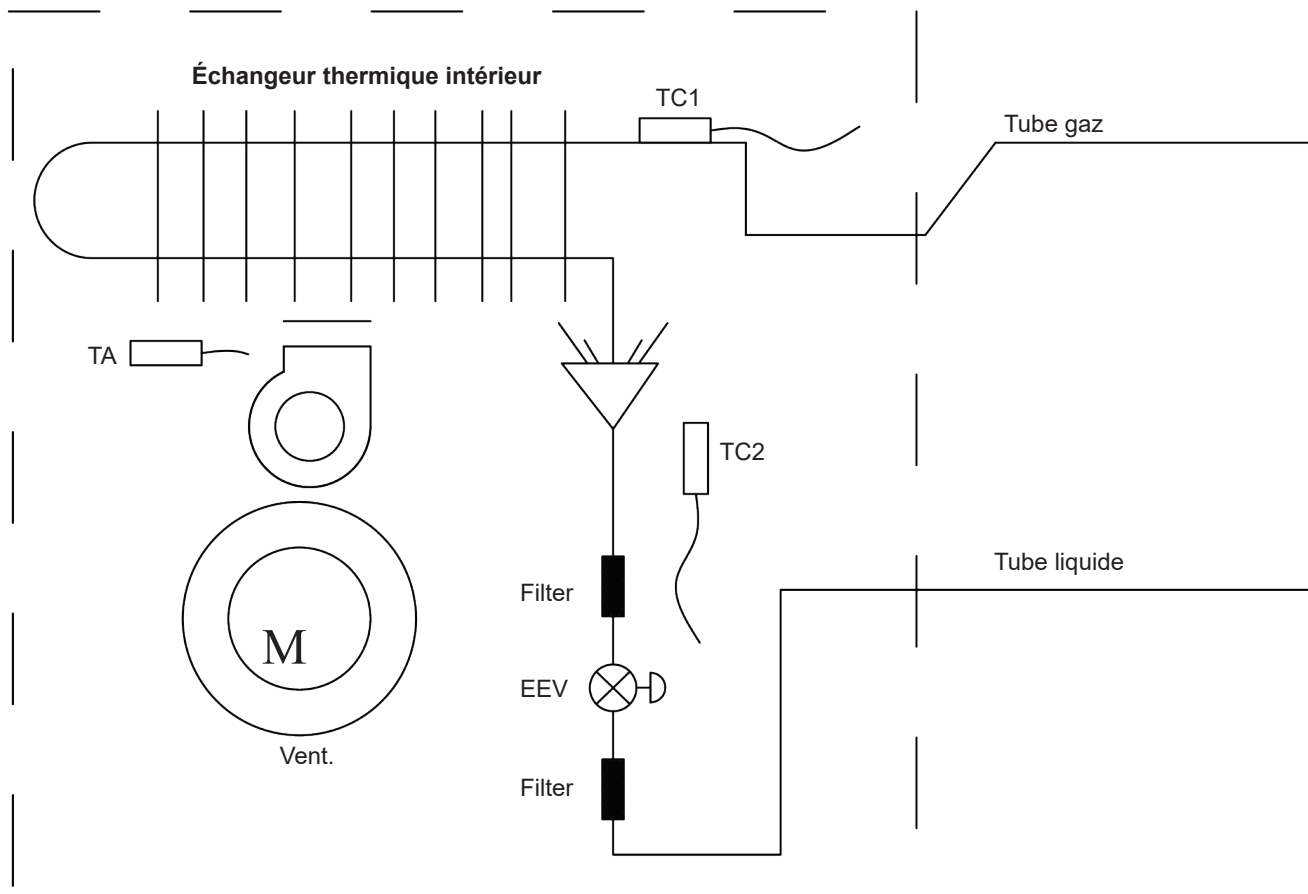 Échangeur thermique intérieur
TC1
Tube gaz
TA
TC2
Tube liquide
Filter
EEV
M
Vent.
Filter